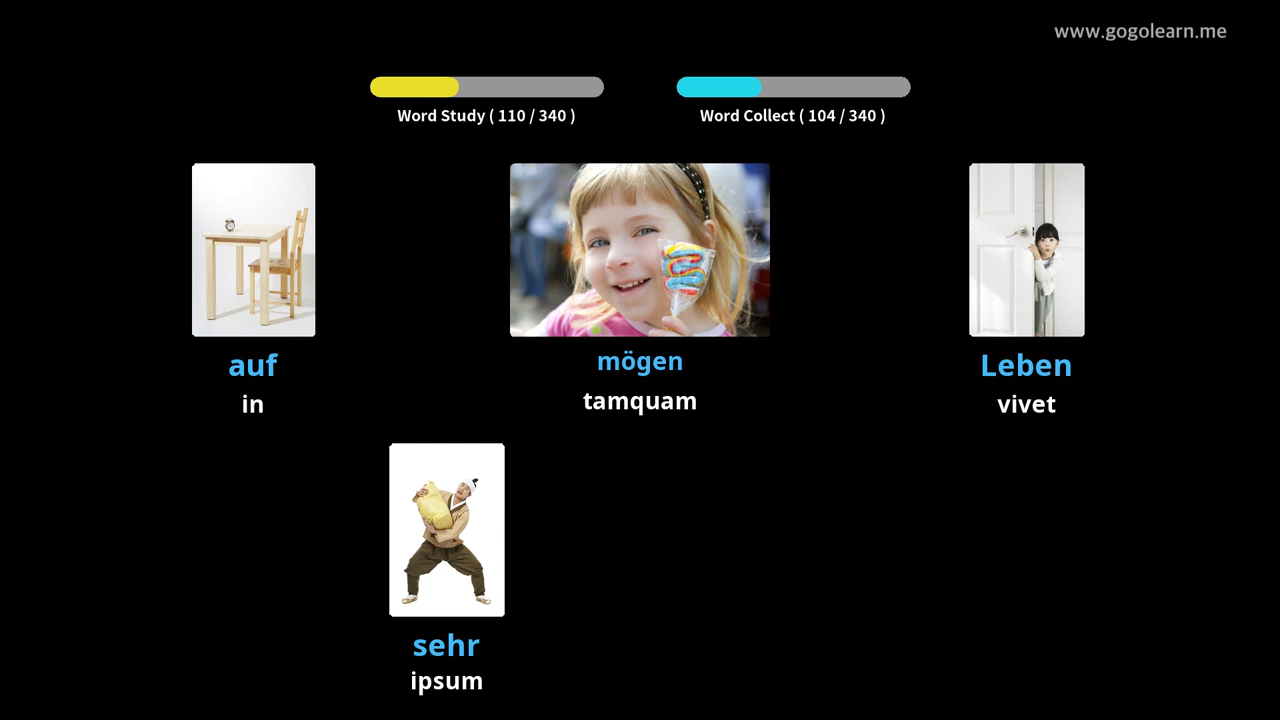 www.gogolearn.me
Word Study ( 110 / 340 )
Word Collect ( 104 / 340 )
auf
in
mögen
tamquam
Leben
vivet
sehr
ipsum